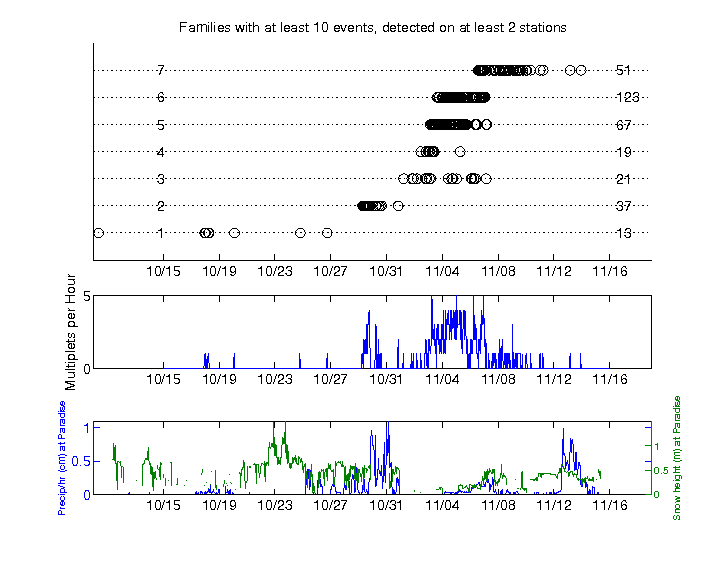 Families with at least 10 events, detected on at least 2 stations
7 51
6 123
5 67
4 19
3 21
2 37
1 13
10/15 10/19 10/23 10/27 10/31 11/04 11/08 11/12 11/16
Multiplets per Hour
5
0
10/15 10/19 10/23 10/27 10/31 11/04 11/08 11/12 11/16
Precip/hr (cm) at Paradise
1
0.5
0
Snow height (m) at Paradise
1
0.5
0
10/15 10/19 10/23 10/27 10/31 11/04 11/08 11/12 11/16